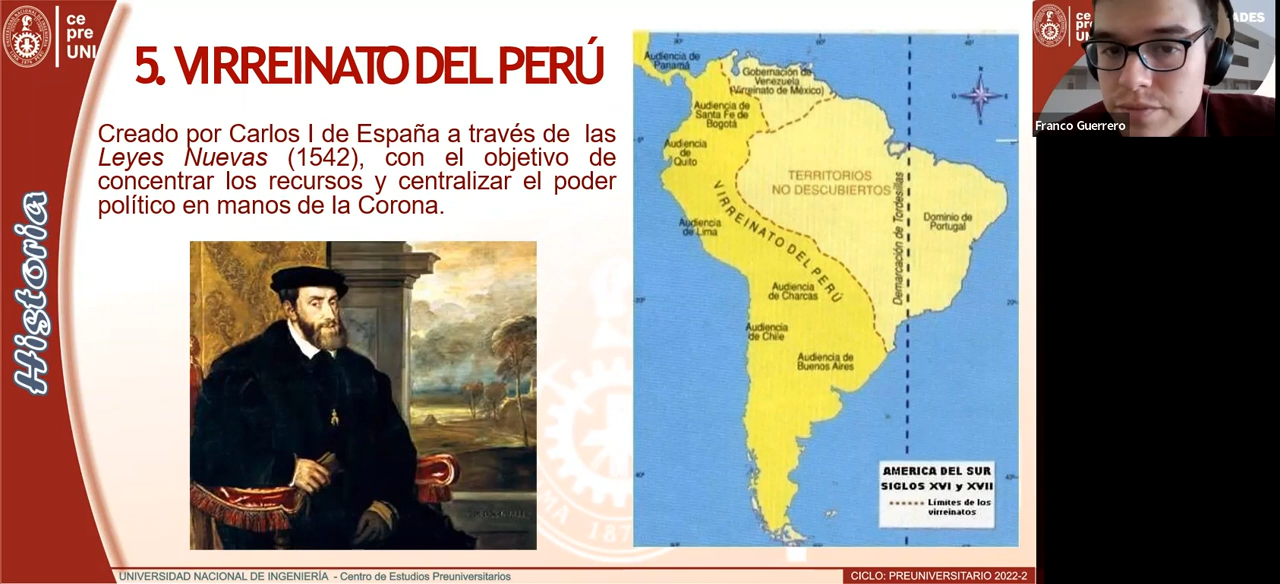 ce
pre
UNI
5. VIRREINATO DEL PERÚ
Creado por Carlos I de España a través de las
Leyes Nuevas (1542), con el objetivo de
concentrar los recursos y centralizar el poder
político en manos de la Corona.
Historia
Audiencia de
Panamá
Gobernación de
Venezuela
(Virreinato de México)
Audiencia de
Santa Fe de
Bogotá
Audiencia
de
Quito
TERRITORIOS
NO DESCUBIERTOS
Audiencia
de Lima
VIRREINATO DEL PERÚ
Demarcación de Tordesillas
Dominio de
Portugal
Audiencia
de Charcas
Audiencia
de Chile
Audiencia de
Buenos Aires
AMERICA DEL SUR
SIGLOS XVI y XVII
Límites de los
virreinatos
UNIVERSIDAD NACIONAL DE INGENIERÍA - Centro de Estudios Preuniversitarios
CICLO: PREUNIVERSITARIO 2022-2
ADES
Franco Guerrero